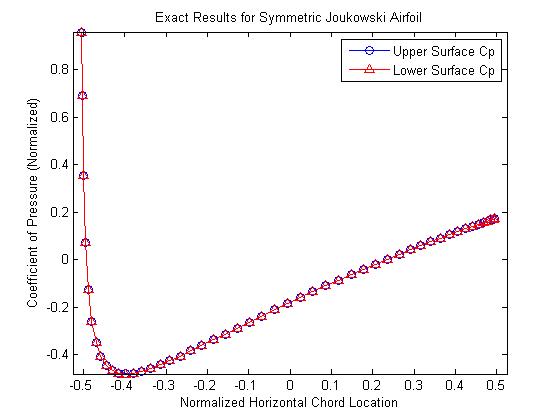 Exact Results for Symmetric Joukowski Airfoil
Upper Surface Cp
Lower Surface Cp
Coefficient of Pressure (Normalized)
0.8
0.6
0.4
0.2
0
-0.2
-0.4
-0.5 -0.4 -0.3 -0.2 -0.1 0 0.1 0.2 0.3 0.4 0.5
Normalized Horizontal Chord Location